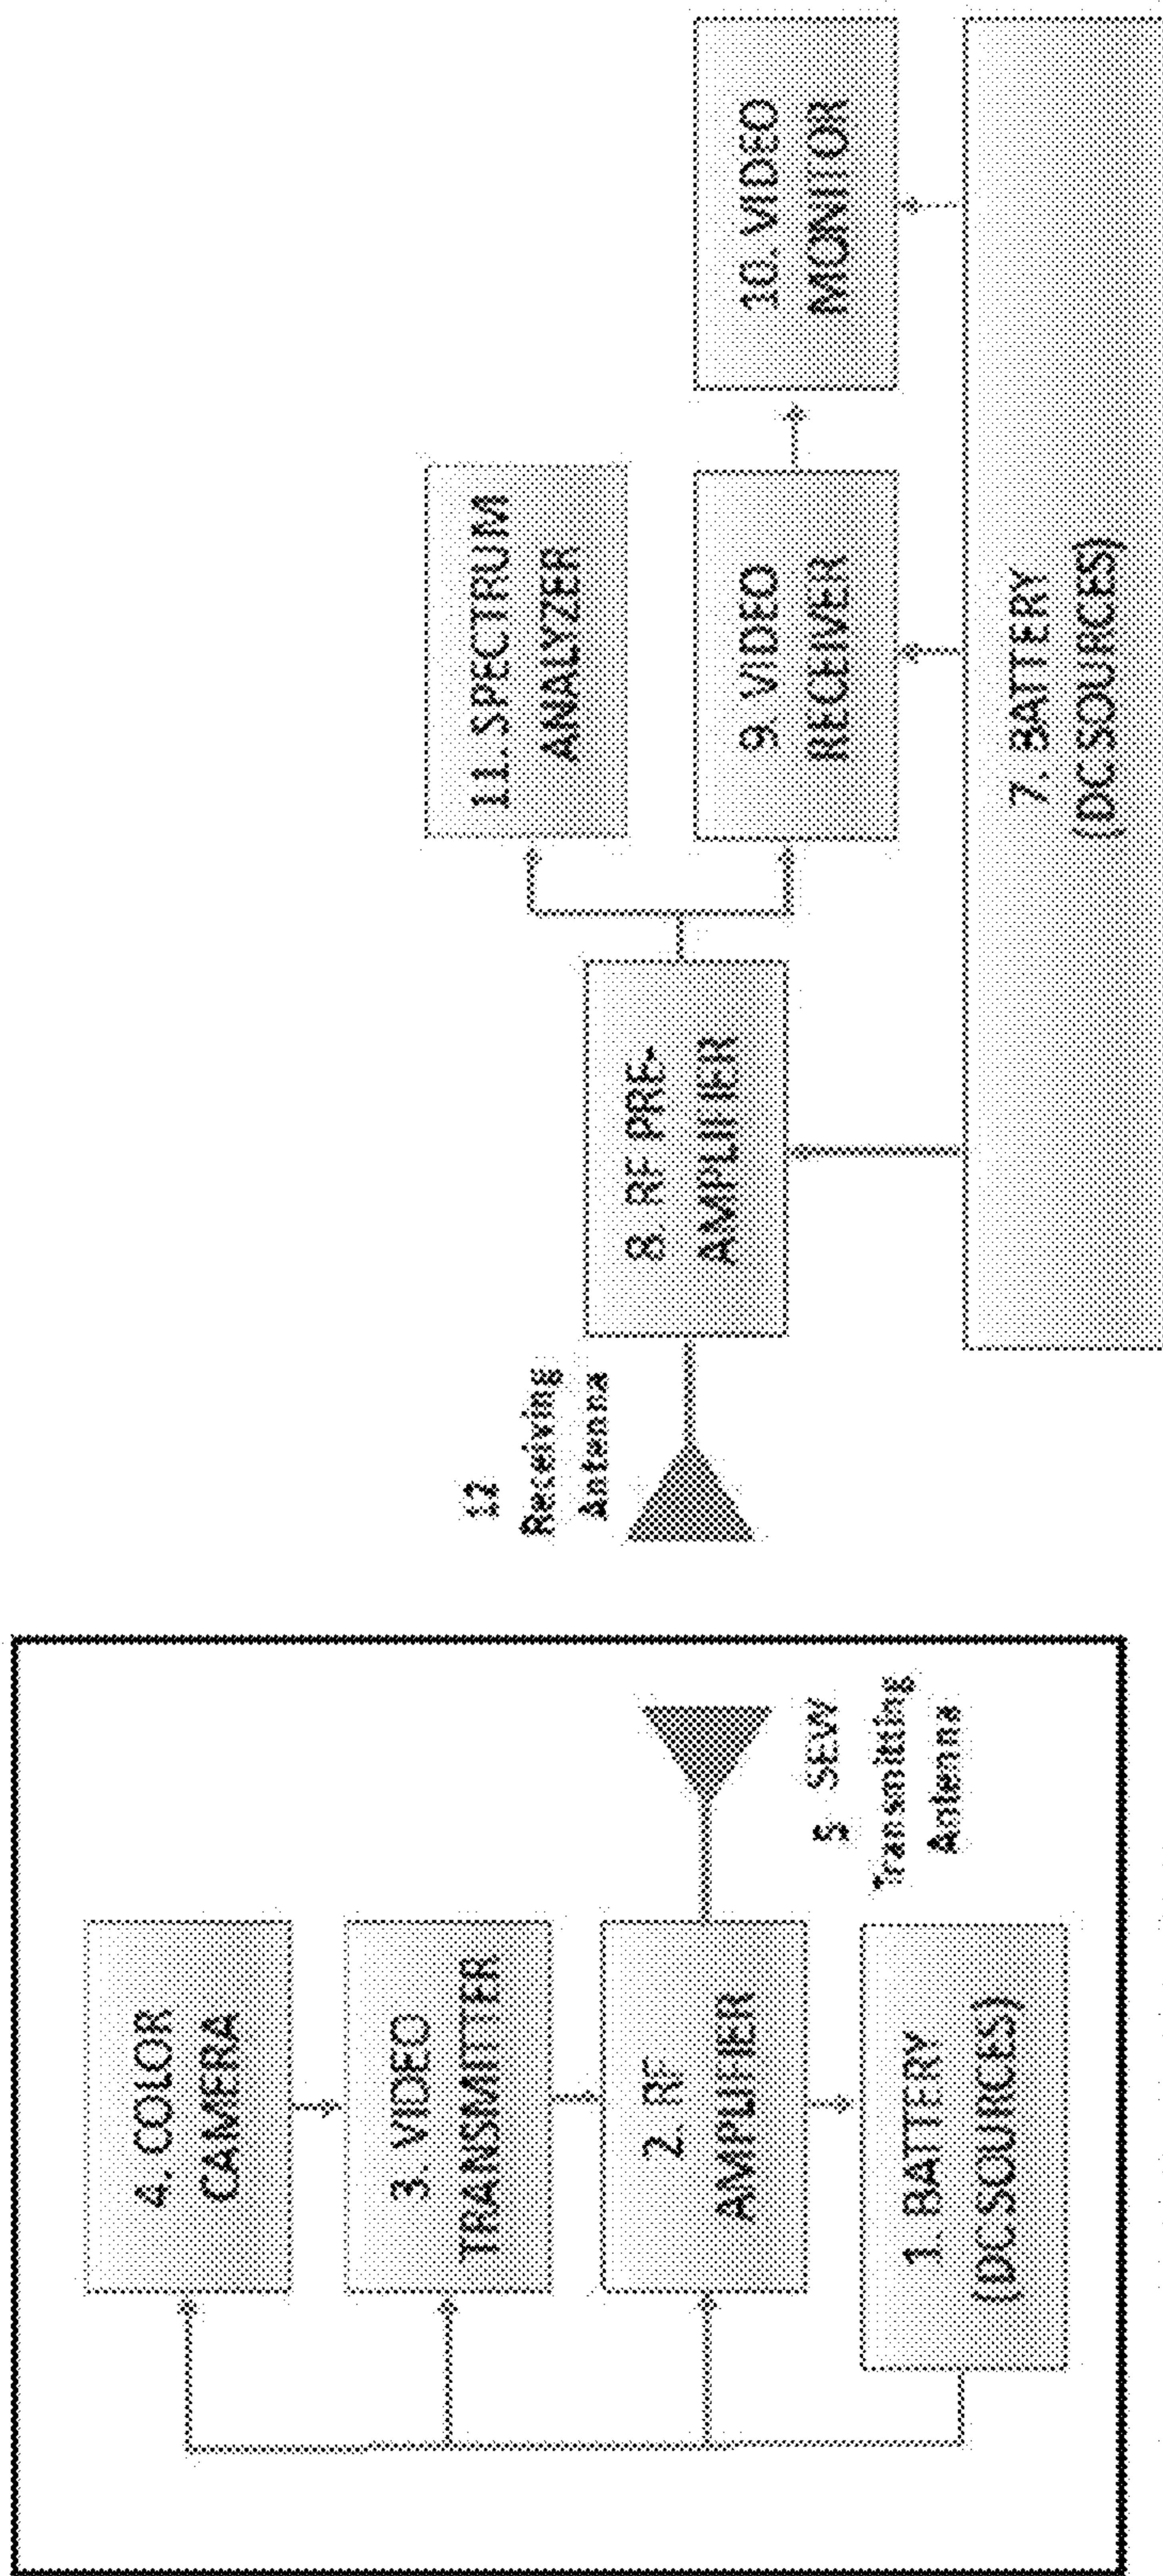 4. COLOR
CAMERA
3. VIDEO
TRANSMITTER
2. RF
AMPLIFIER
1. BATTERY
(DC SOURCES)
5 SEW
Transmitting
Antenna
12
Receiving
Antenna
8. RF PRE-
AMPLIFIER
11. SPECTRUM
ANALYZER
9. VIDEO
RECEIVER
10. VIDEO
MONITOR
7. BATTERY
(DC SOURCES)